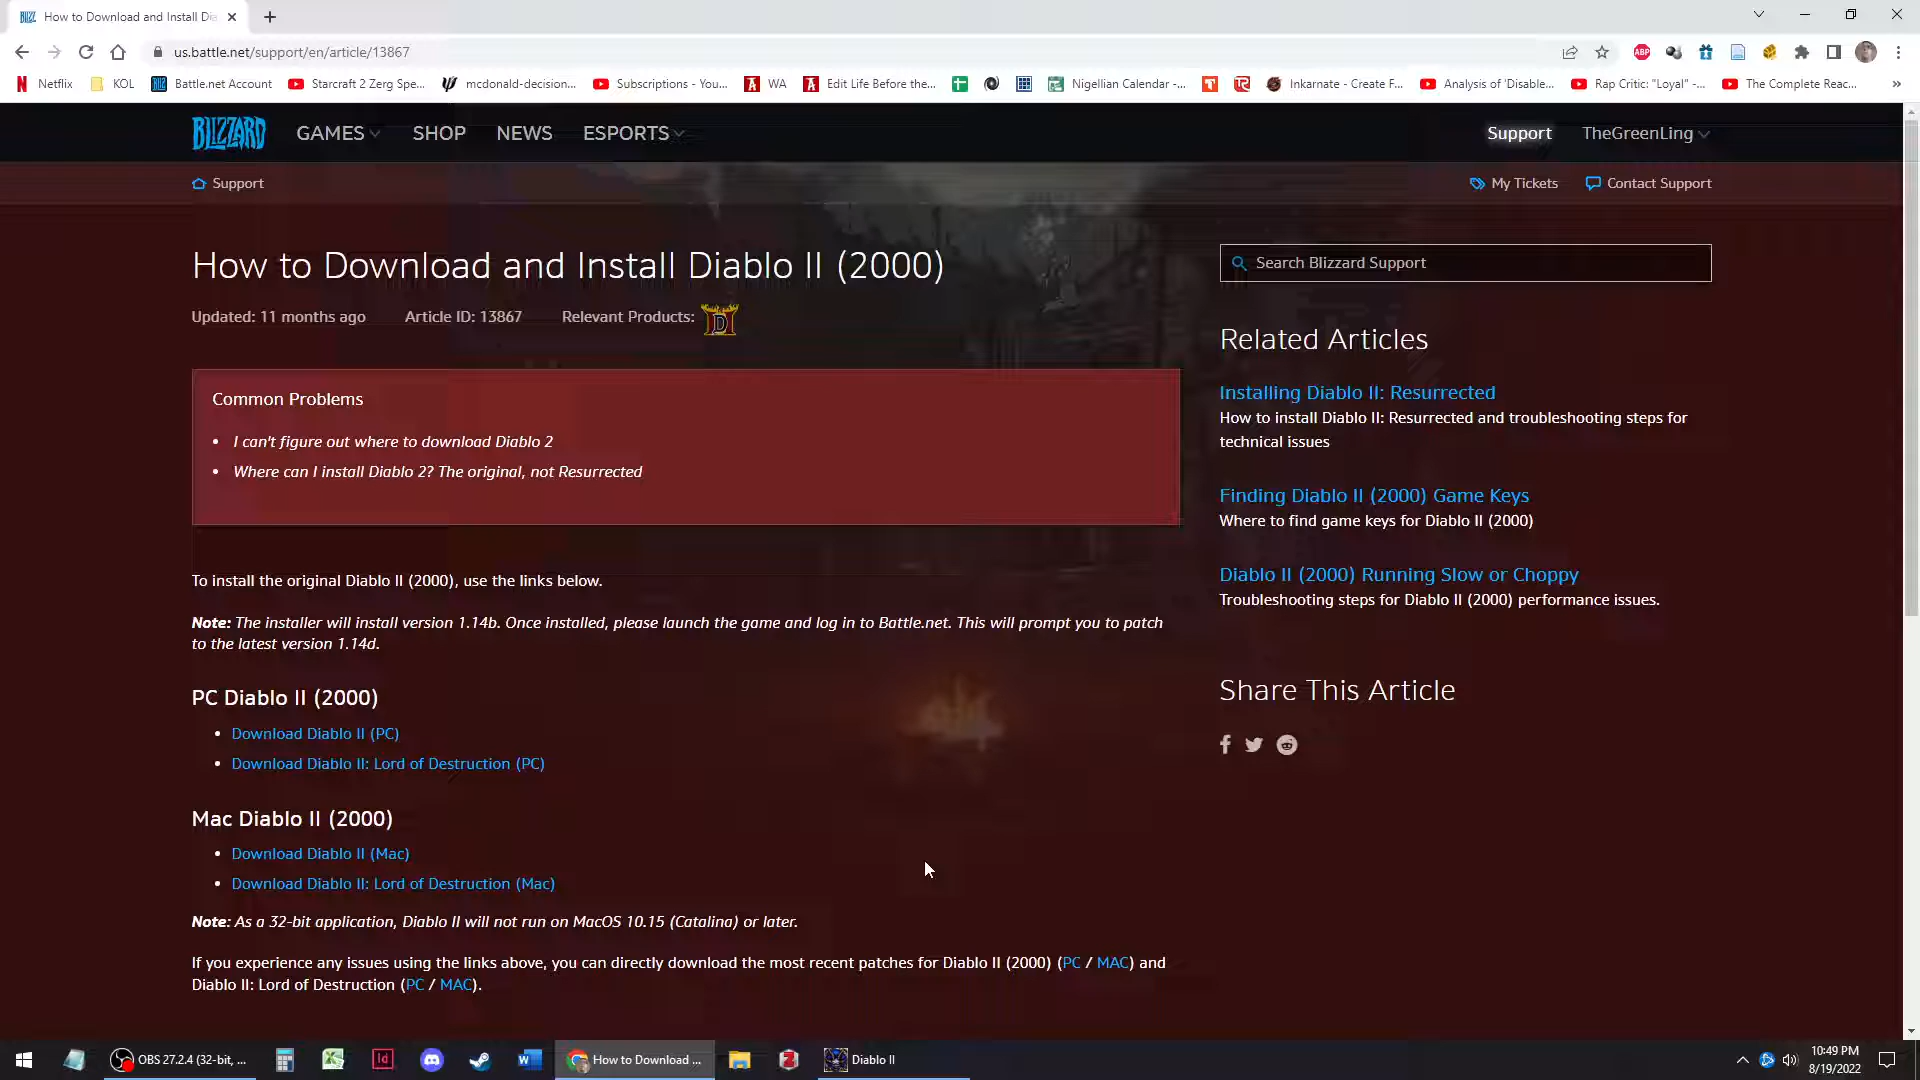 How to Download and Install Dia
us.battle.net/support/en/article/13867
ABP
Netflix
KOL
Battle.net Account
Starcraft 2 Zerg Spe...
mcdonald-decision...
Subscriptions - You...
WA
Edit Life Before the...
Nigellian Calendar -...
Inkarnate - Create F...
Analysis of 'Disable...
Rap Critic: "Loyal" -...
The Complete Reac...
»
BLIZZARD
GAMES
SHOP
NEWS
ESPORTS
Support
TheGreenLing
Support
My Tickets
Contact Support
How to Download and Install Diablo II (2000)
Updated: 11 months ago
Article ID: 13867
Relevant Products:
Common Problems
• I can't figure out where to download Diablo 2
• Where can I install Diablo 2? The original, not Resurrected
To install the original Diablo II (2000), use the links below.
Note: The installer will install version 1.14b. Once installed, please launch the game and log in to Battle.net. This will prompt you to patch
to the latest version 1.14d.
PC Diablo II (2000)
• Download Diablo II (PC)
• Download Diablo II: Lord of Destruction (PC)
Mac Diablo II (2000)
• Download Diablo II (Mac)
• Download Diablo II: Lord of Destruction (Mac)
Note: As a 32-bit application, Diablo II will not run on MacOS 10.15 (Catalina) or later.
If you experience any issues using the links above, you can directly download the most recent patches for Diablo II (2000) (PC / MAC) and
Diablo II: Lord of Destruction (PC / MAC).
Search Blizzard Support
Related Articles
Installing Diablo II: Resurrected
How to install Diablo II: Resurrected and troubleshooting steps for
technical issues
Finding Diablo II (2000) Game Keys
Where to find game keys for Diablo II (2000)
Diablo II (2000) Running Slow or Choppy
Troubleshooting steps for Diablo II (2000) performance issues.
Share This Article
OBS 27.2.4 (32-bit, ...
Id
How to Download ...
Diablo II
10:49 PM
8/19/2022